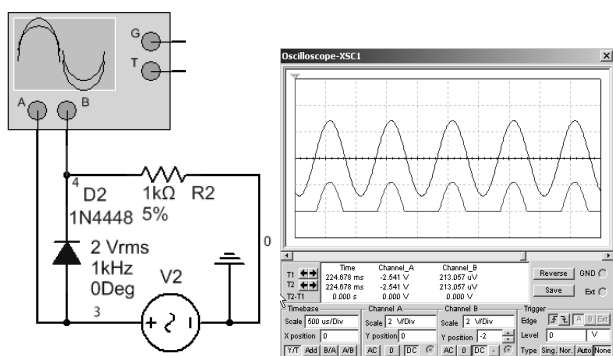 G
T
A B
4
D2
1N4448
1kΩ R2
5%
2 Vrms
1kHz
0Deg
V2
3
0
Oscilloscope-XSC1
Time Channel_A Channel_B
T1 224.678 ms -2.541 V 213.057 uV
T2 224.678 ms -2.541 V 213.057 uV
T2-T1 0.000 s 0.000 V 0.000 V
Reverse
Save
GND
Ext
Timebase
Scale 500 us/Div
X position 0
Y/T Add B/A A/B
Channel A
Scale 2 V/Div
Y position 0
AC 0 DC
Channel B
Scale 2 V/Div
Y position -2
AC 0 DC -
Trigger
Edge A B Ext
Level 0 V
Type Sing. Nor. Auto None